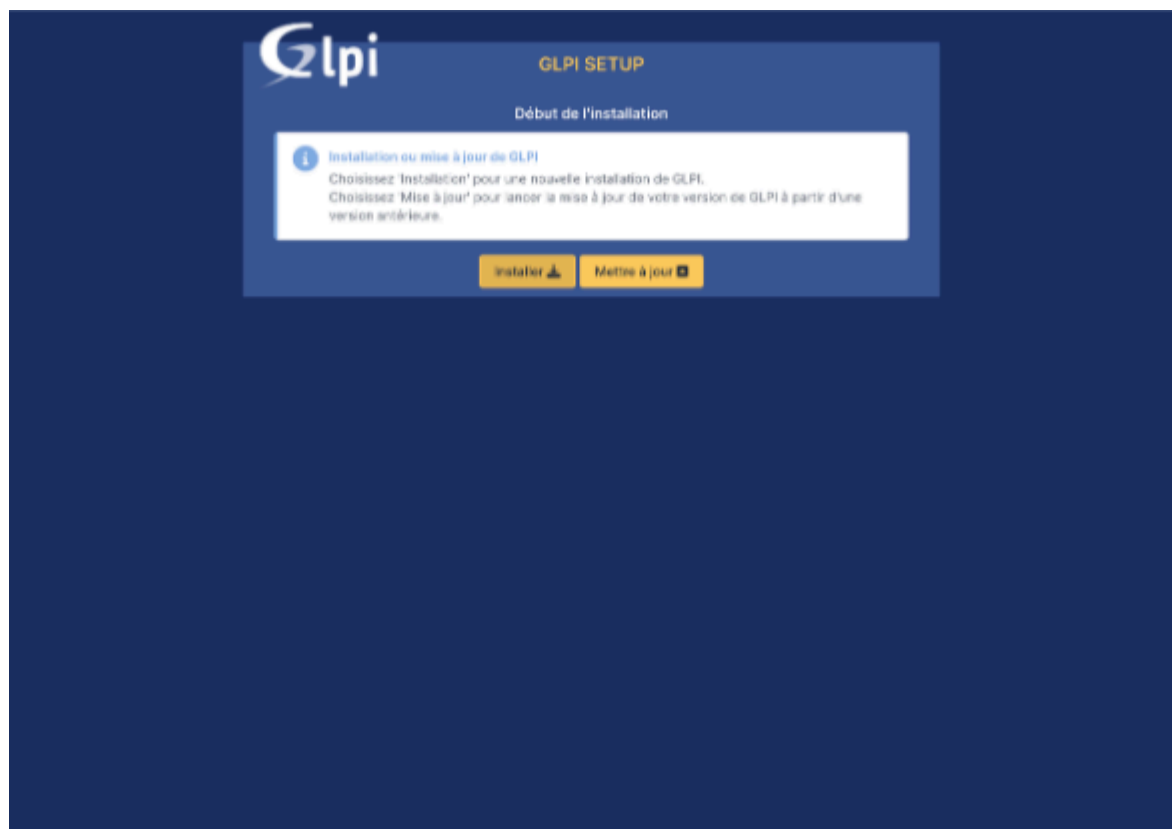 Glpi
GLPI SETUP
Début de l'installation
Installation ou mise à jour de GLPI
Choisissez 'Installation' pour une nouvelle installation de GLPI.
Choisissez 'Mise à jour' pour lancer la mise à jour de votre version de GLPI à partir d'une
version antérieure.
Installer
Mettre à jour